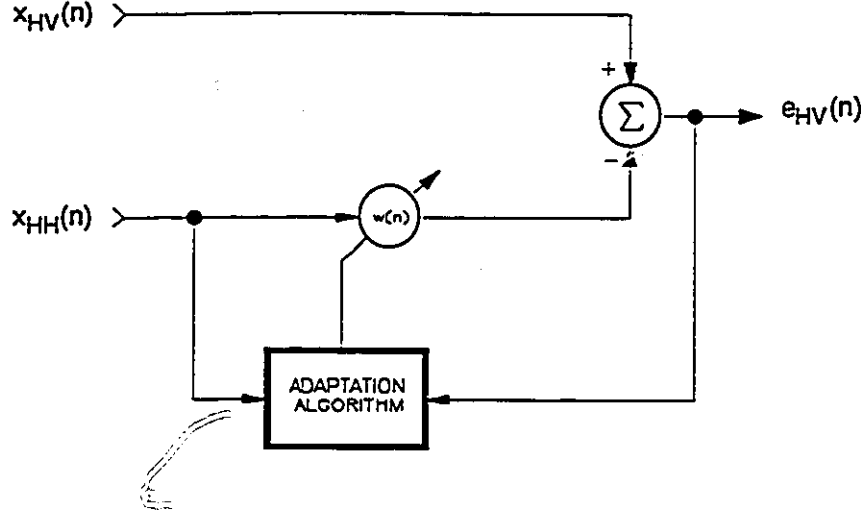 x_HV(n)
+
Σ
e_HV(n)
-
x_HH(n)
w(n)
ADAPTATION
ALGORITHM